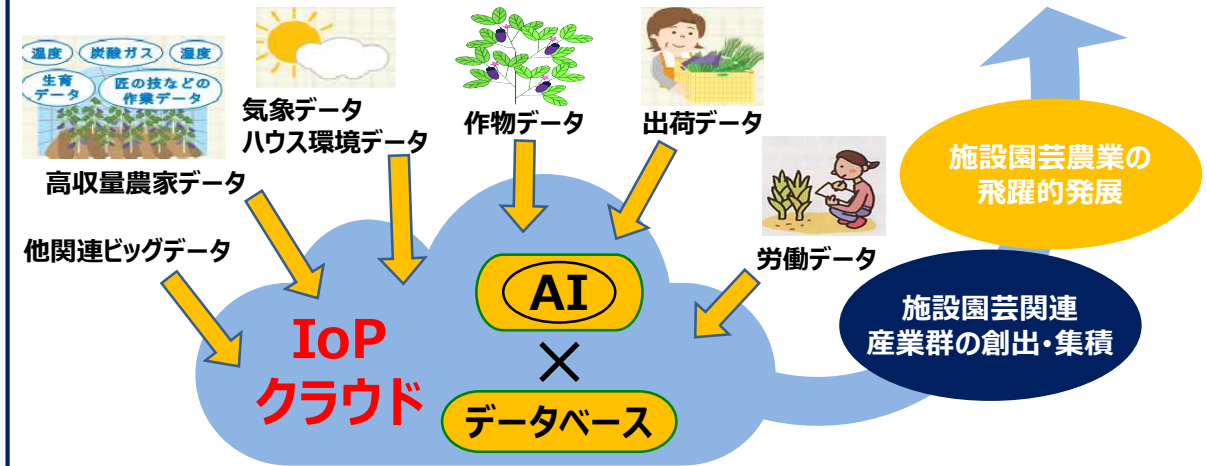 温度
炭酸ガス
湿度
生育
データ
匠の技などの
作業データ
高収量農家データ
気象データ
ハウス環境データ
作物データ
出荷データ
労働データ
他関連ビッグデータ
IoP
クラウド
AI
×
データベース
施設園芸農業の
飛躍的発展
施設園芸関連
産業群の創出・集積